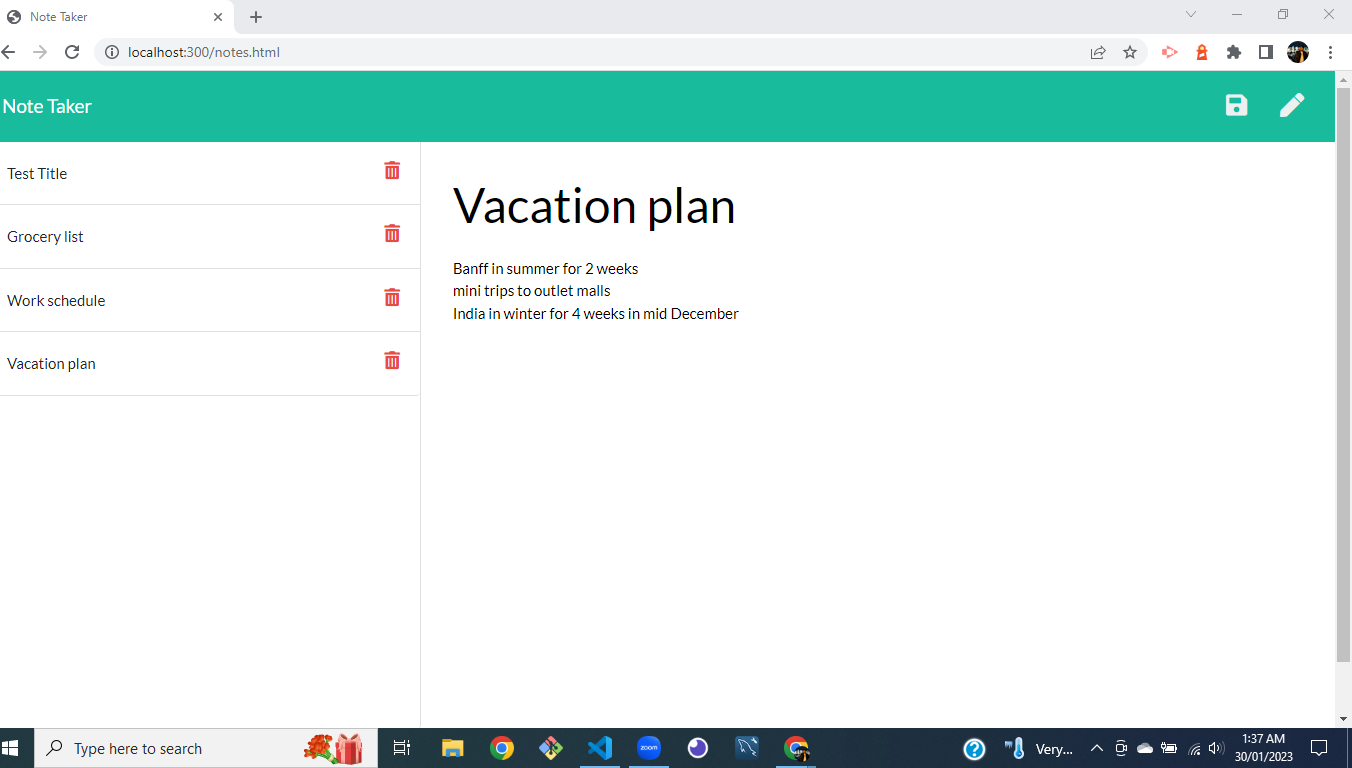 Note Taker
localhost:300/notes.html
Note Taker
Test Title
Grocery list
Work schedule
Vacation plan
Vacation plan
Banff in summer for 2 weeks
mini trips to outlet malls
India in winter for 4 weeks in mid December
Type here to search
zoom
Very...
1:37 AM
30/01/2023